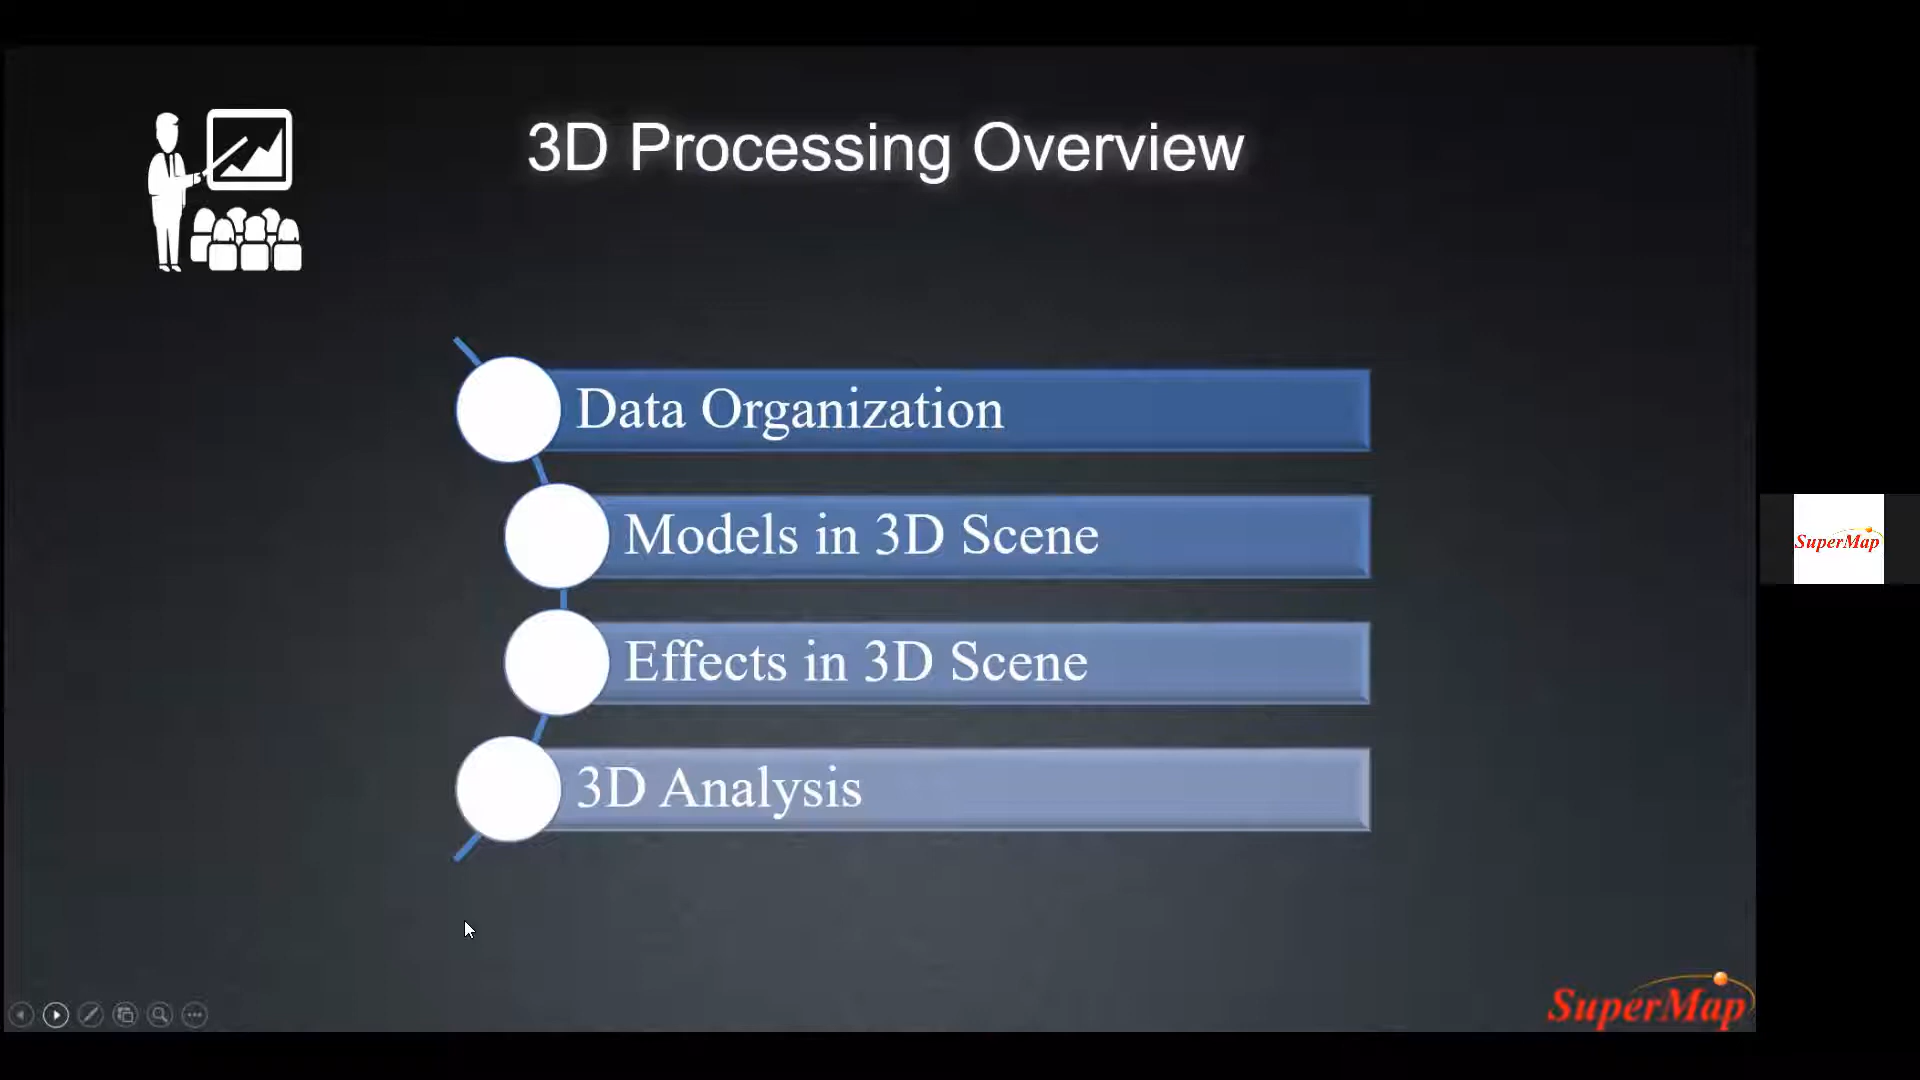 3D Processing Overview
Data Organization
Models in 3D Scene
Effects in 3D Scene
3D Analysis
SuperMap
SuperMap